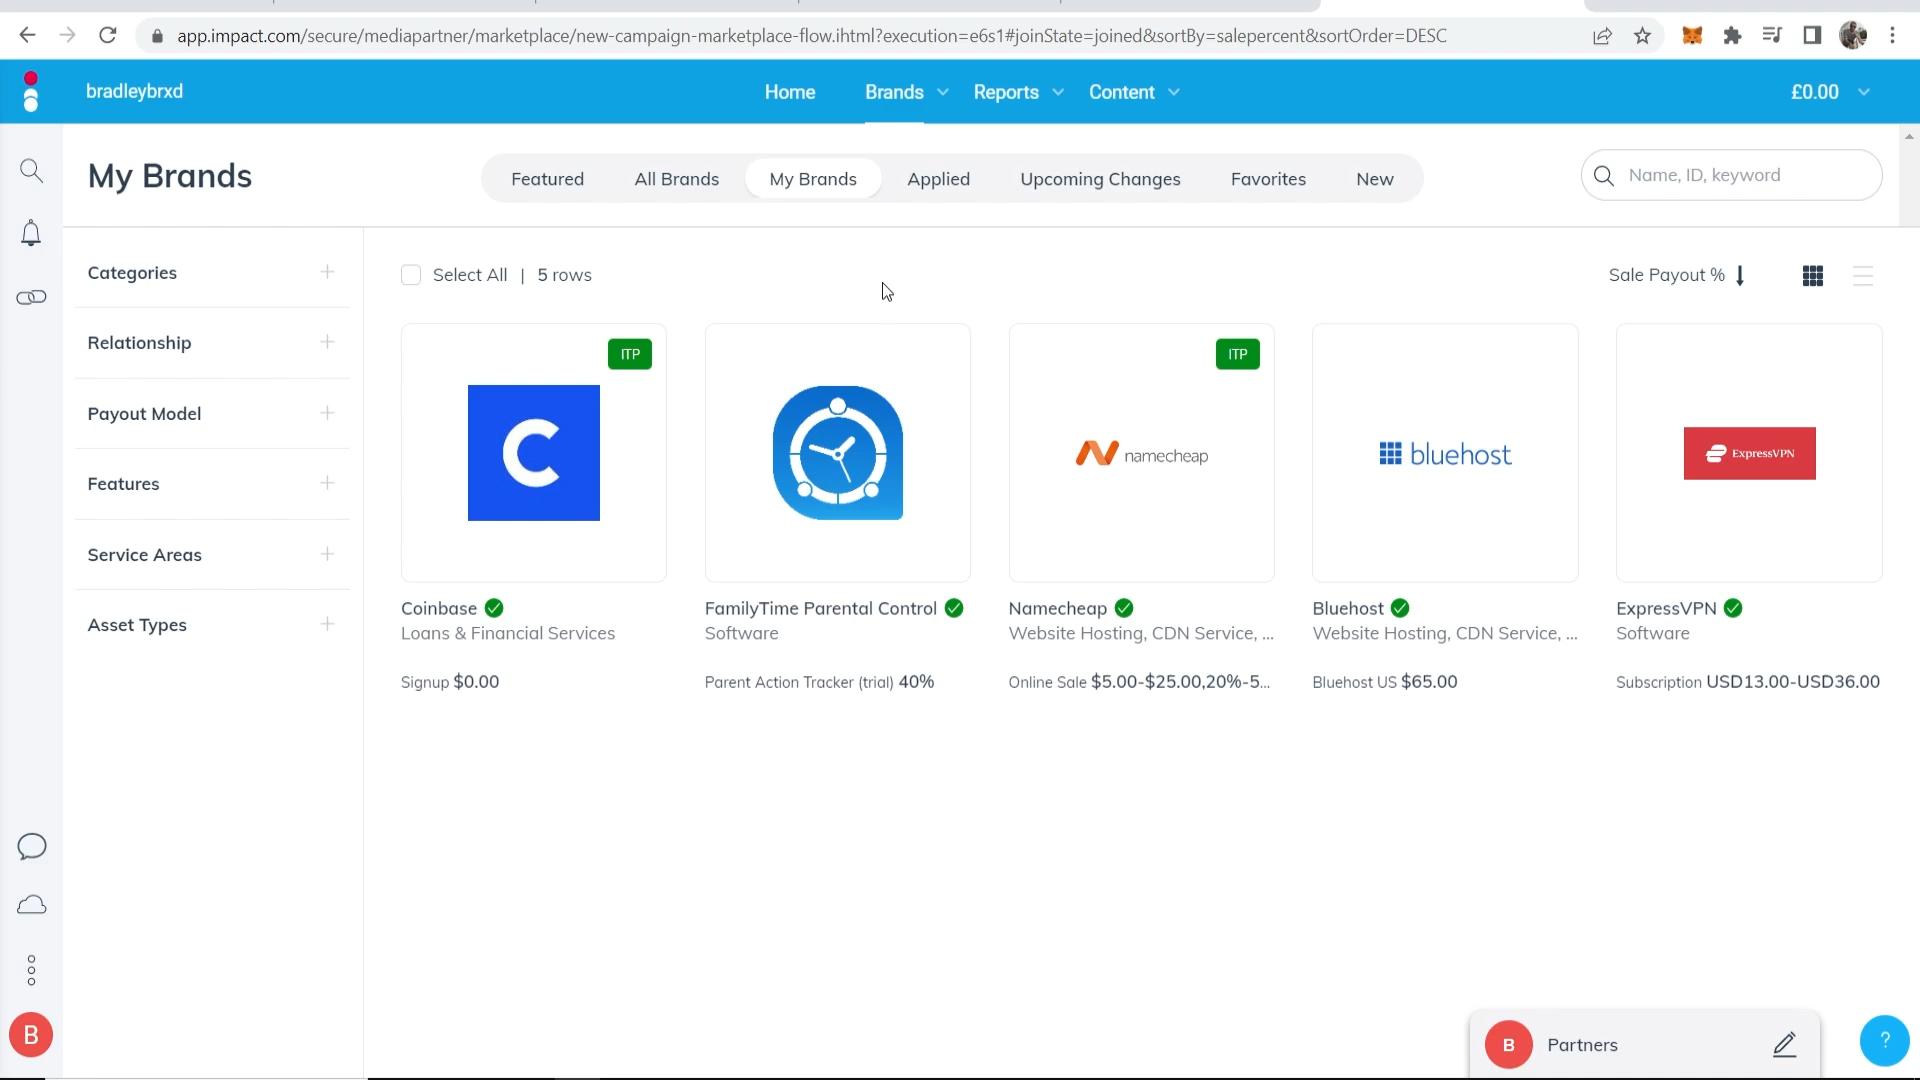 app.impact.com/secure/mediapartner/marketplace/new-campaign-marketplace-flow.ihtml?execution=e6s1#joinState=joined&sortBy=salepercent&sortOrder=DESC
bradleybrxd
Home Brands Reports Content
£0.00
My Brands
Featured All Brands My Brands Applied Upcoming Changes Favorites New
Name, ID, keyword
Categories
Relationship
Payout Model
Features
Service Areas
Asset Types
Select All | 5 rows
Sale Payout %
ITP
C
Coinbase
Loans & Financial Services
Signup $0.00
FamilyTime Parental Control
Software
Parent Action Tracker (trial) 40%
ITP
namecheap
Namecheap
Website Hosting, CDN Service, ...
Online Sale $5.00-$25.00,20%-5...
bluehost
Bluehost
Website Hosting, CDN Service, ...
Bluehost US $65.00
ExpressVPN
ExpressVPN
Software
Subscription USD13.00-USD36.00
B
B Partners
?